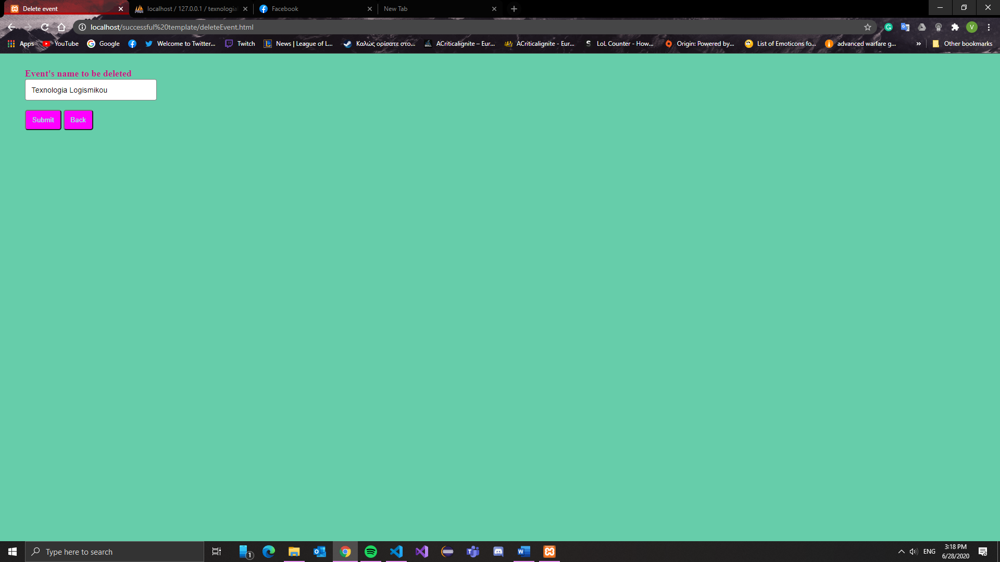 Delete event
localhost / 127.0.0.1 / texnologia
Facebook
New Tab
localhost/successful%20template/deleteEvent.html
V
Apps
YouTube
Google
Welcome to Twitter...
Twitch
News | League of L...
Καλώς ορίσατε στο...
ACriticalignite – Eur...
ACriticalignite - Eur...
S
LoL Counter - How...
Origin: Powered by...
List of Emoticons fo...
advanced warfare g...
»
Other bookmarks
Event's name to be deleted
Texnologia Logismikou
Submit
Back
Type here to search
1
ENG
3:18 PM
6/28/2020